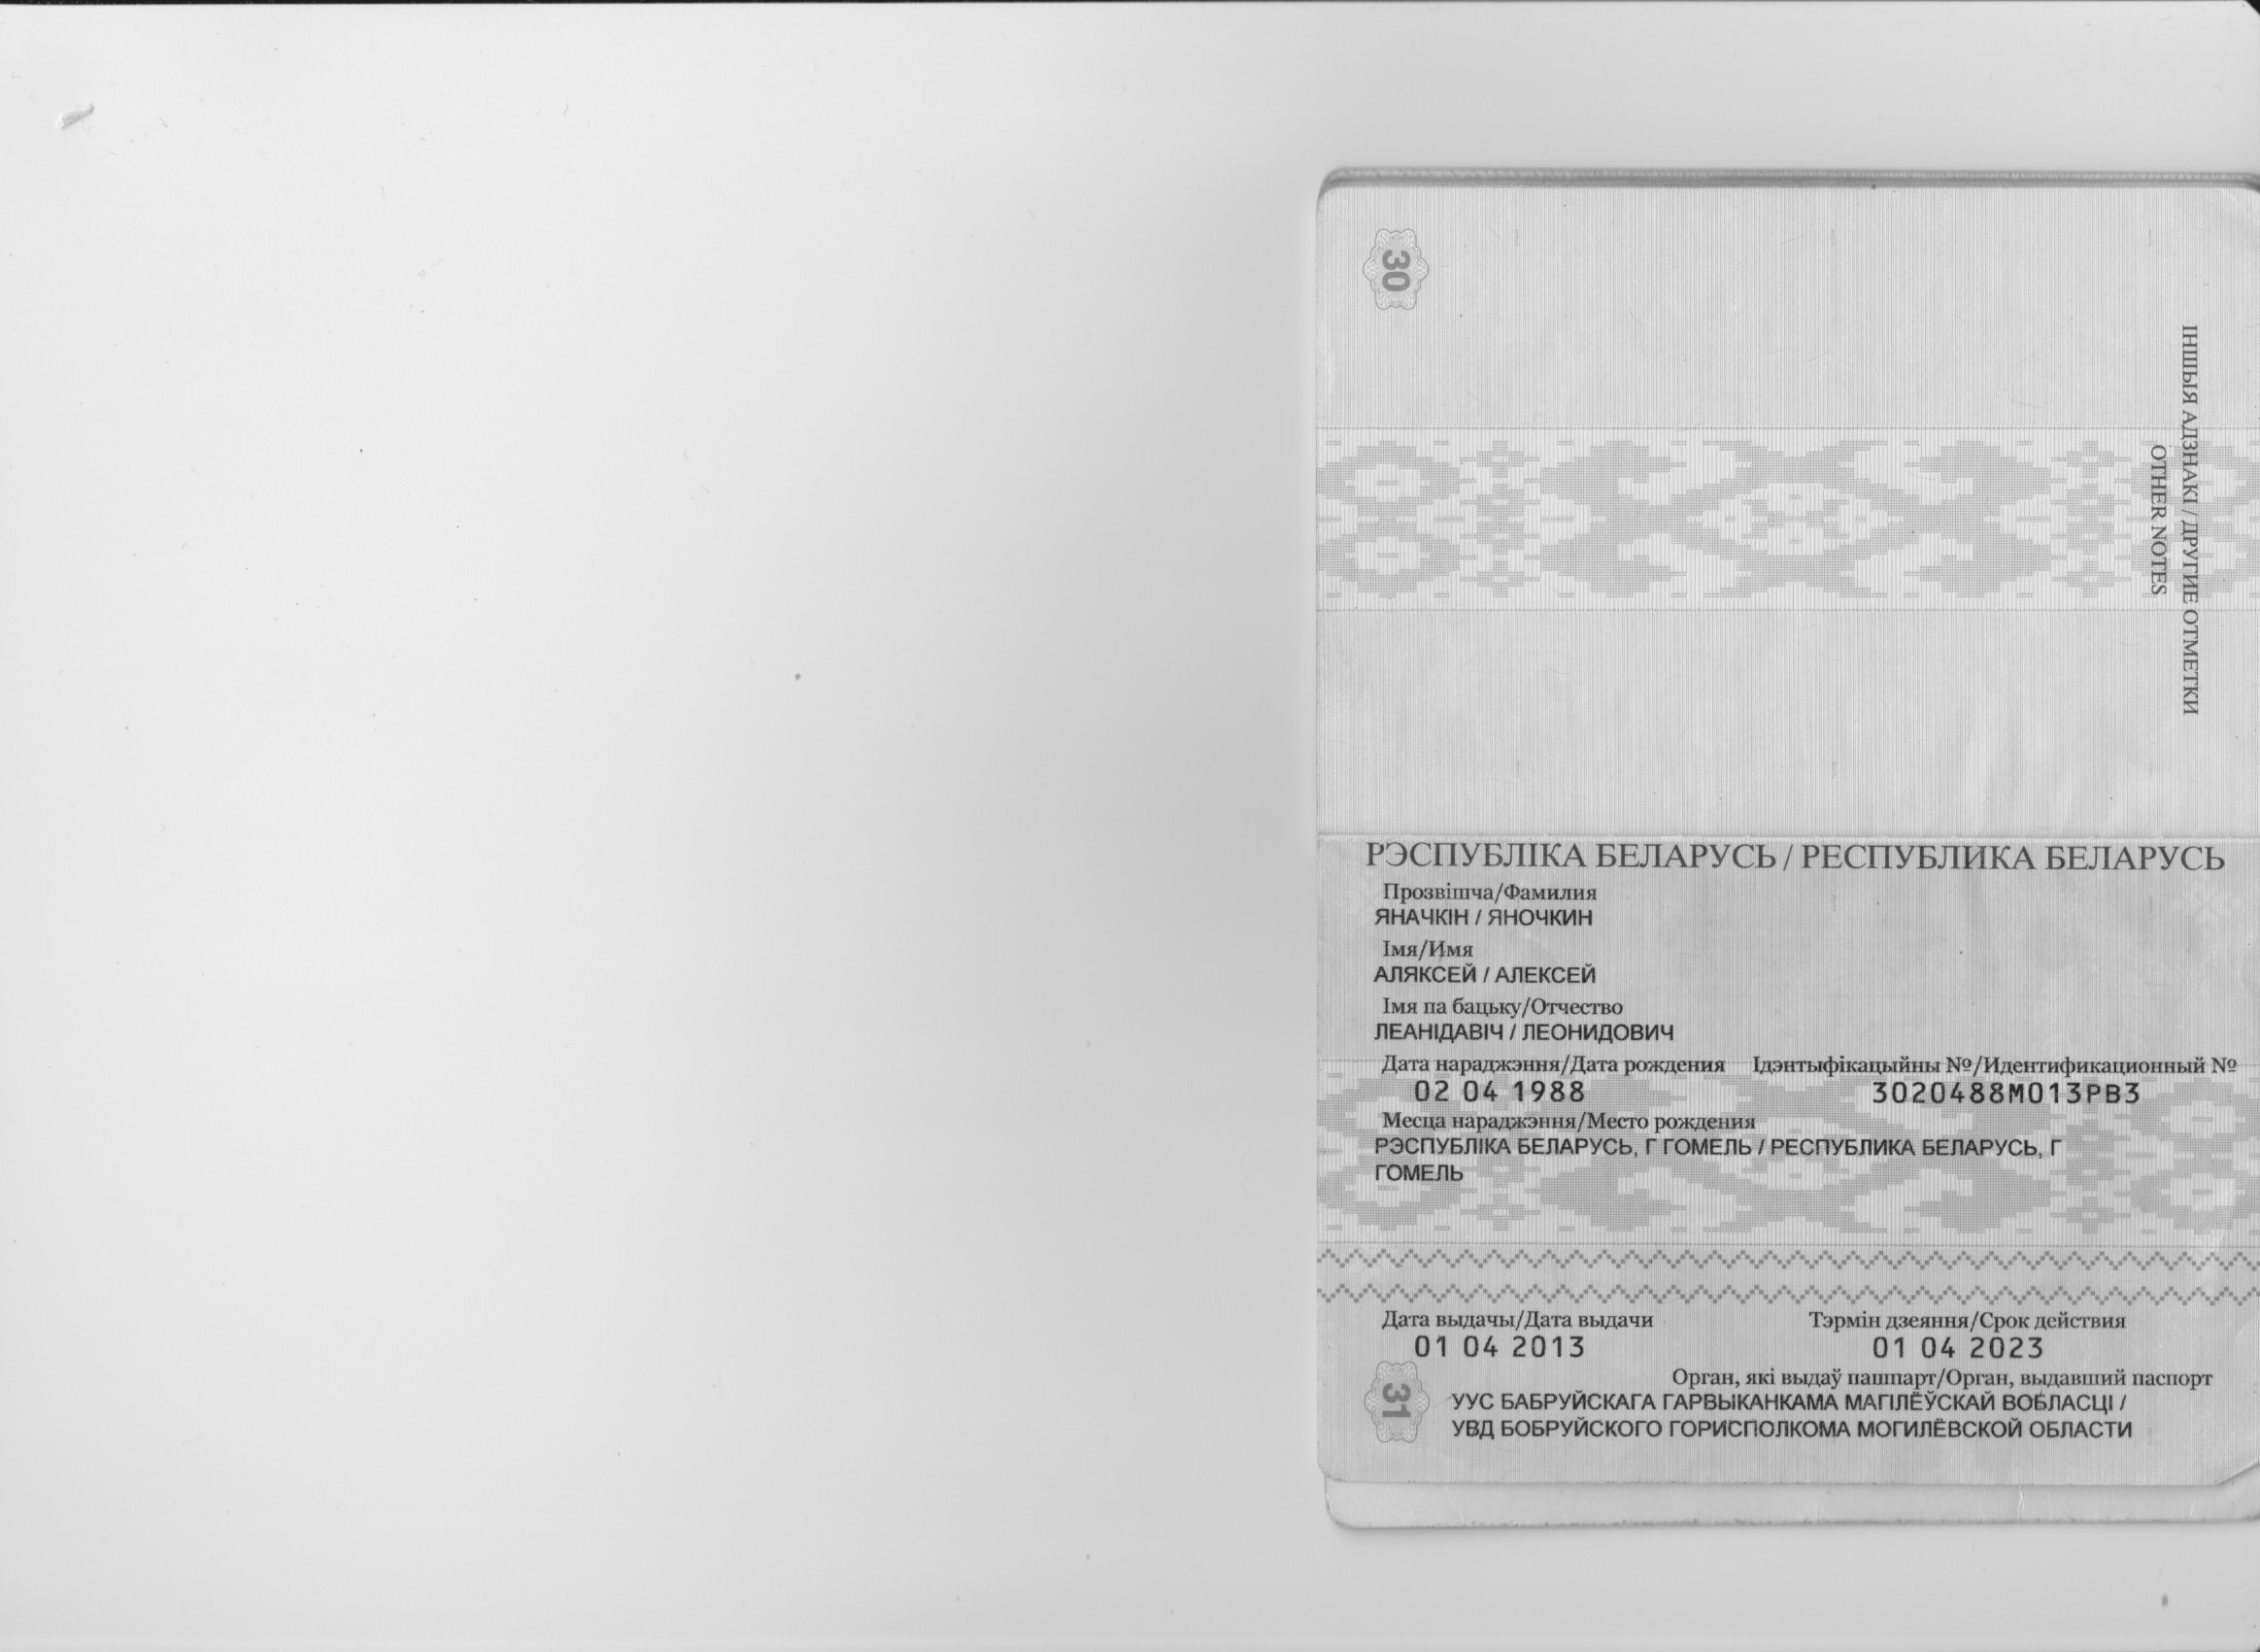 30
ІНШЫЯ АДЗНАКІ / ДРУГИЕ ОТМЕТКИ
OTHER NOTES
РЭСПУБЛІКА БЕЛАРУСЬ / РЕСПУБЛИКА БЕЛАРУСЬ
Прозвішча/Фамилия
ЯНАЧКІН / ЯНОЧКИН
Імя/Имя
АЛЯКСЕЙ / АЛЕКСЕЙ
Імя па бацьку/Отчество
ЛЕАНІДАВІЧ / ЛЕОНИДОВИЧ
Дата нараджэння/Дата рождения Ідэнтыфікацыйны №/Идентификационный №
02 04 1988 3020488M013PB3
Месца нараджэння/Место рождения
РЭСПУБЛІКА БЕЛАРУСЬ, Г ГОМЕЛЬ / РЕСПУБЛИКА БЕЛАРУСЬ, Г
ГОМЕЛЬ
Дата выдачы/Дата выдачи Тэрмін дзеяння/Срок действия
01 04 2013 01 04 2023
Орган, які выдаў пашпарт/Орган, выдавший паспорт
УУС БАБРУЙСКАГА ГАРВЫКАНКАМА МАГІЛЁЎСКАЙ ВОБЛАСЦІ /
УВД БОБРУЙСКОГО ГОРИСПОЛКОМА МОГИЛЁВСКОЙ ОБЛАСТИ
31